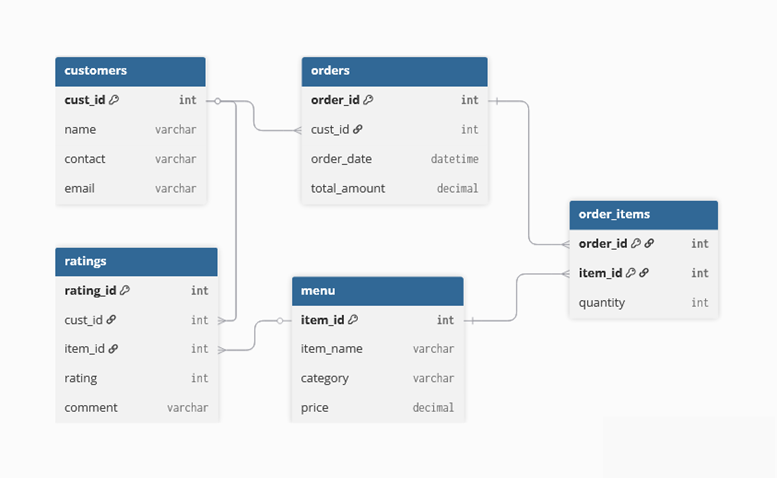 customers
cust_id int
name varchar
contact varchar
email varchar
orders
order_id int
cust_id int
order_date datetime
total_amount decimal
order_items
order_id int
item_id int
quantity int
ratings
rating_id int
cust_id int
item_id int
rating int
comment varchar
menu
item_id int
item_name varchar
category varchar
price decimal